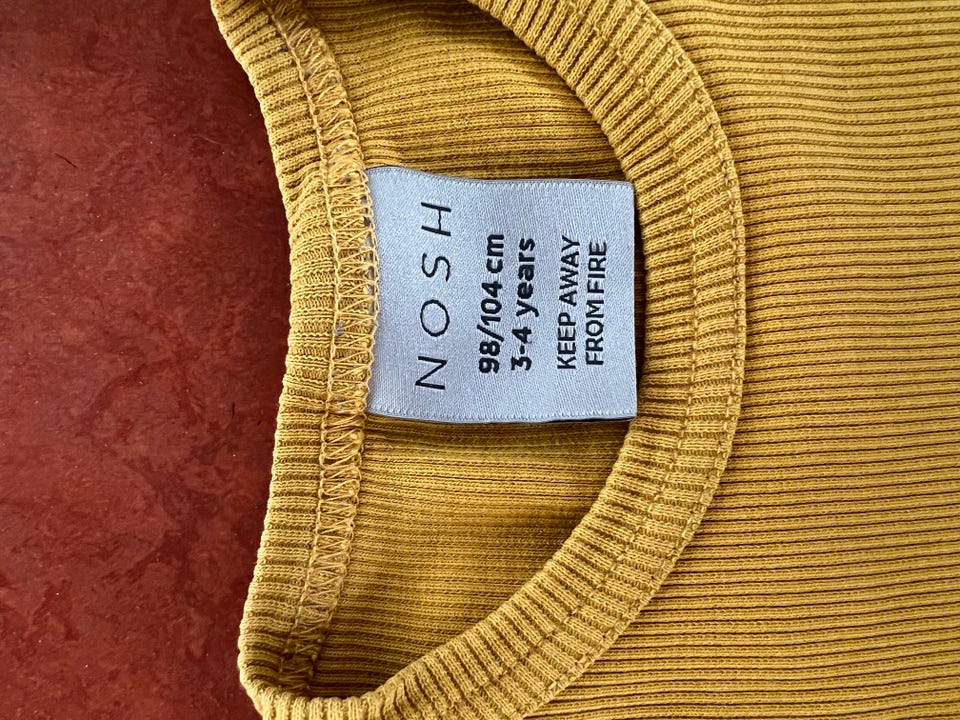 NOSH
98/104 cm
3-4 years
KEEP AWAY
FROM FIRE